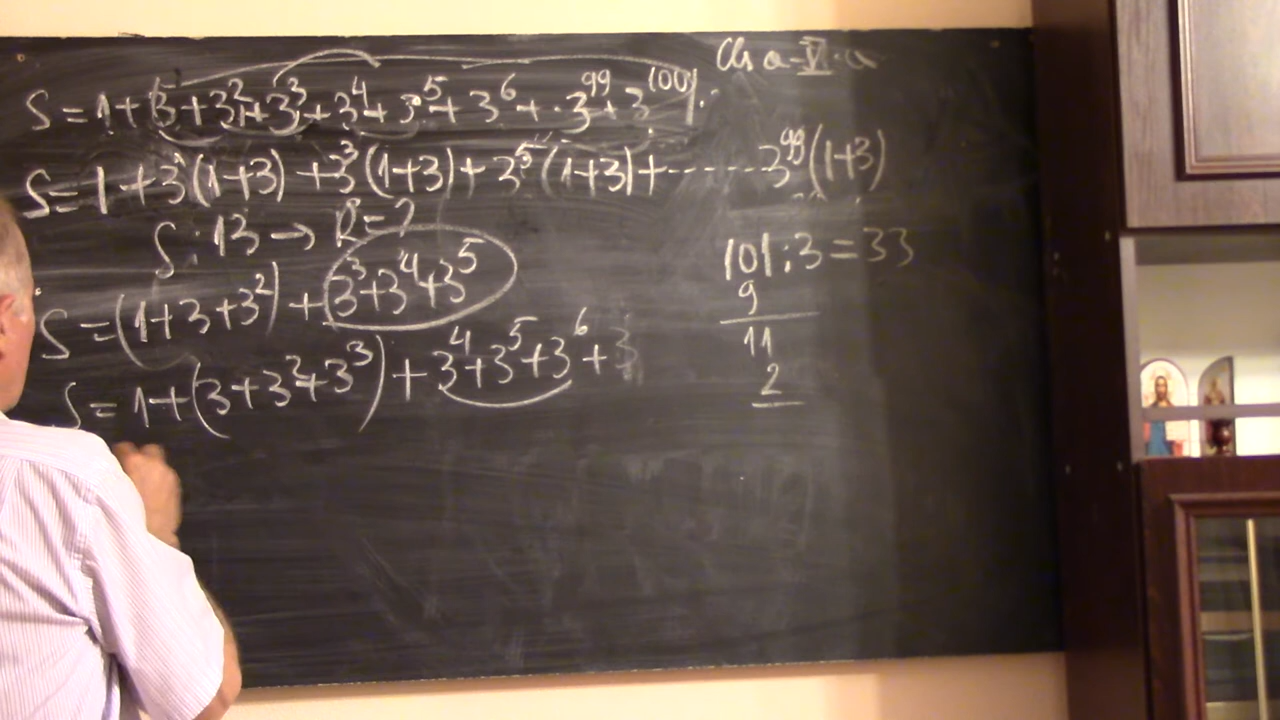 Cls a-VI-a
S = 1 + 3 + 3² + 3³ + 3⁴ + 3⁵ + 3⁶ + . 3⁹⁹ + 3¹⁰⁰
S = 1 + 3(1+3) + 3³(1+3) + 3⁵(1+3) + ...... 3⁹⁹(1+3)
S : 13 → R = ?
S = (1+3+3²) + 3³+3⁴+3⁵
S = 1+(3+3²+3³) + 3⁴+3⁵+3⁶+3
101 : 3 = 33
9
11
2